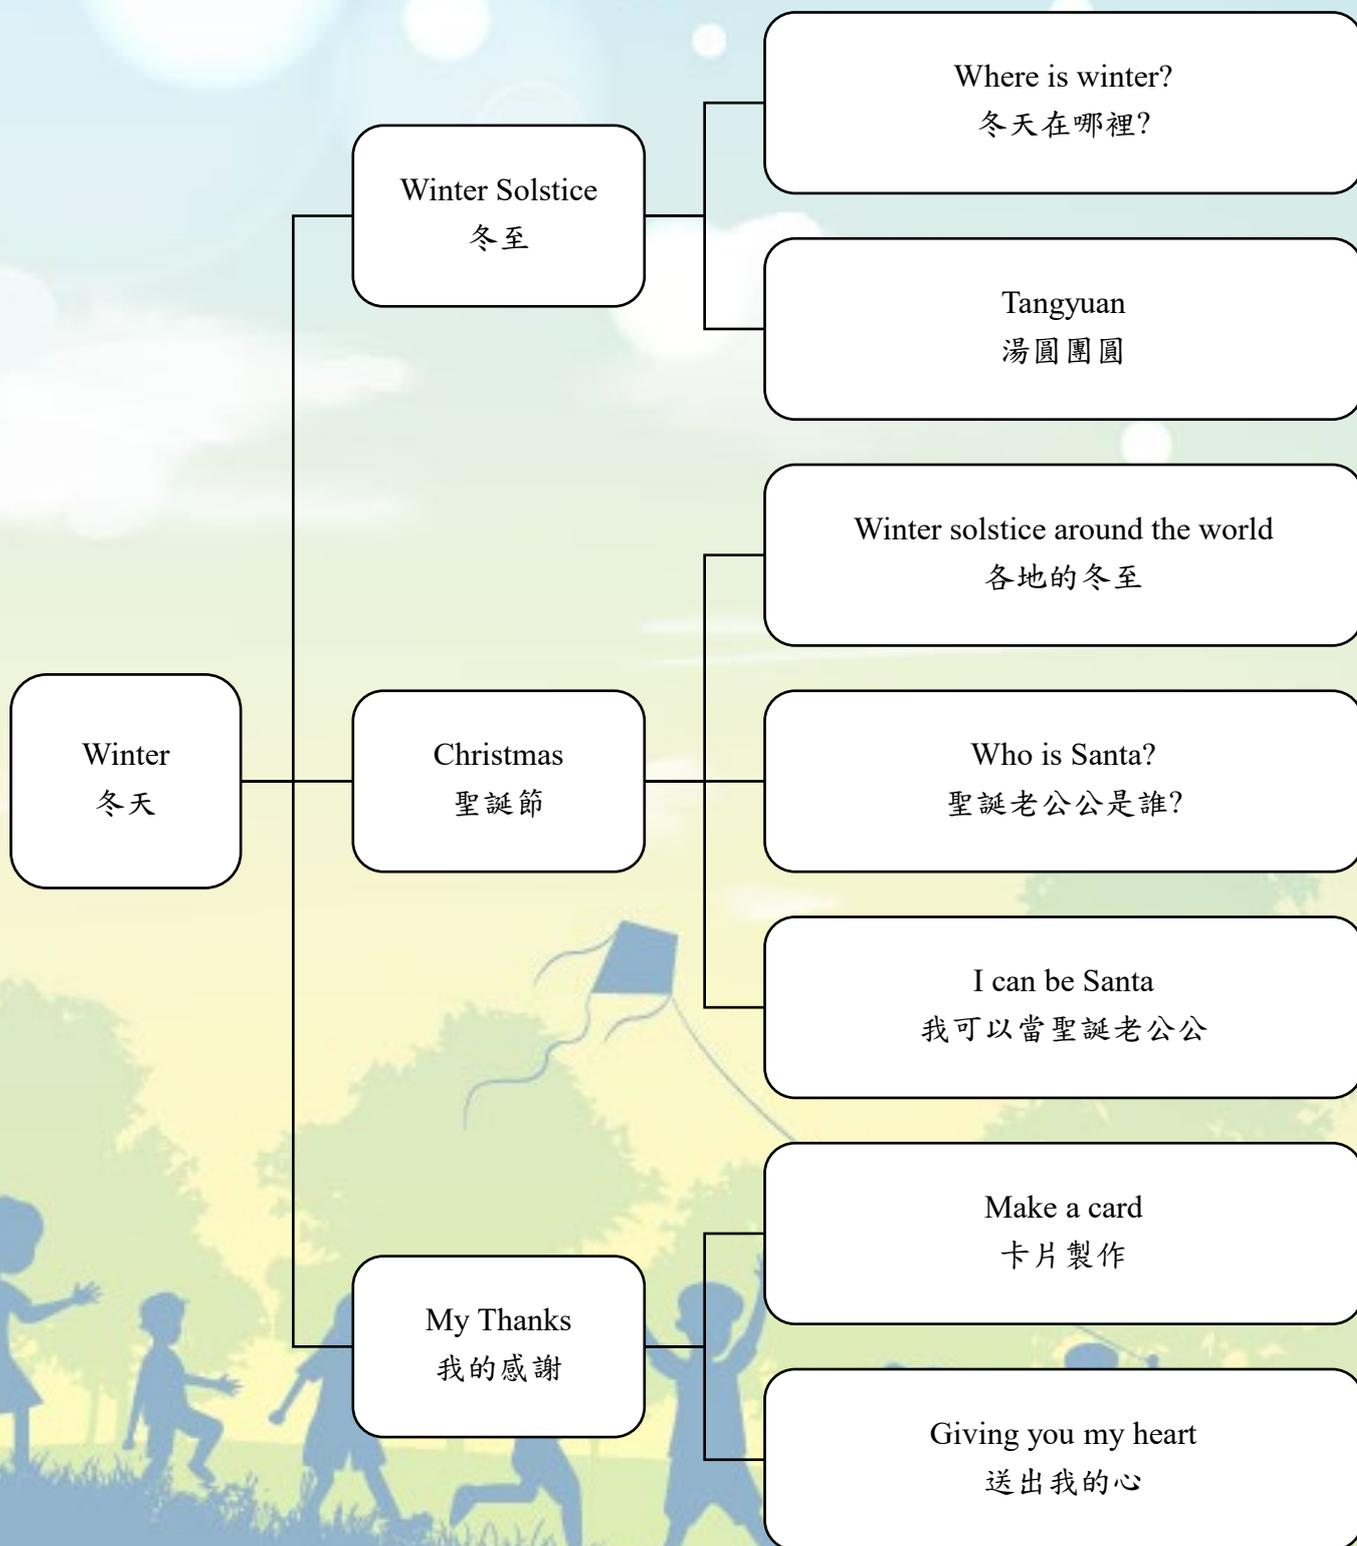 Winter
冬天
Winter Solstice
冬至
Where is winter?
冬天在哪裡?
Tangyuan
湯圓團圓
Christmas
聖誕節
Winter solstice around the world
各地的冬至
Who is Santa?
聖誕老公公是誰?
I can be Santa
我可以當聖誕老公公
My Thanks
我的感謝
Make a card
卡片製作
Giving you my heart
送出我的心